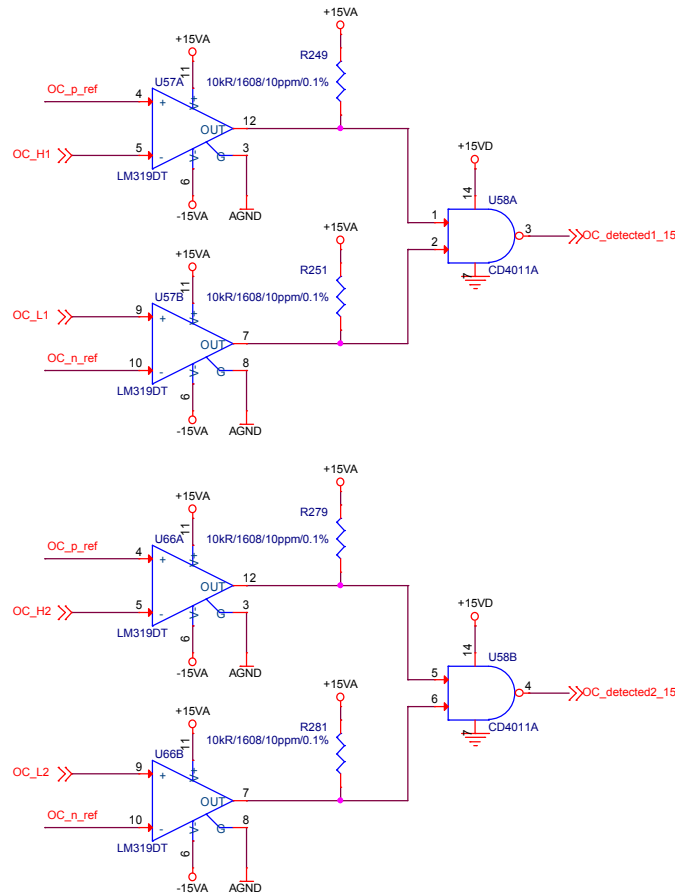 +15VA
+15VA
R249
10kR/1608/10ppm/0.1%
U57A
11
OC_p_ref
4
+
V+
OUT
12
OC_H1
5
-
V-
G
3
LM319DT
6
-15VA
AGND
+15VD
14
U58A
1
2
3
OC_detected1_15
7
CD4011A
+15VA
+15VA
R251
10kR/1608/10ppm/0.1%
U57B
11
OC_L1
9
+
V+
OUT
7
OC_n_ref
10
-
V-
G
8
LM319DT
6
-15VA
AGND
+15VA
+15VA
R279
10kR/1608/10ppm/0.1%
U66A
11
OC_p_ref
4
+
V+
OUT
12
OC_H2
5
-
V-
G
3
LM319DT
6
-15VA
AGND
+15VD
14
U58B
5
6
4
OC_detected2_15
7
CD4011A
+15VA
+15VA
R281
10kR/1608/10ppm/0.1%
U66B
11
OC_L2
9
+
V+
OUT
7
OC_n_ref
10
-
V-
G
8
LM319DT
6
-15VA
AGND